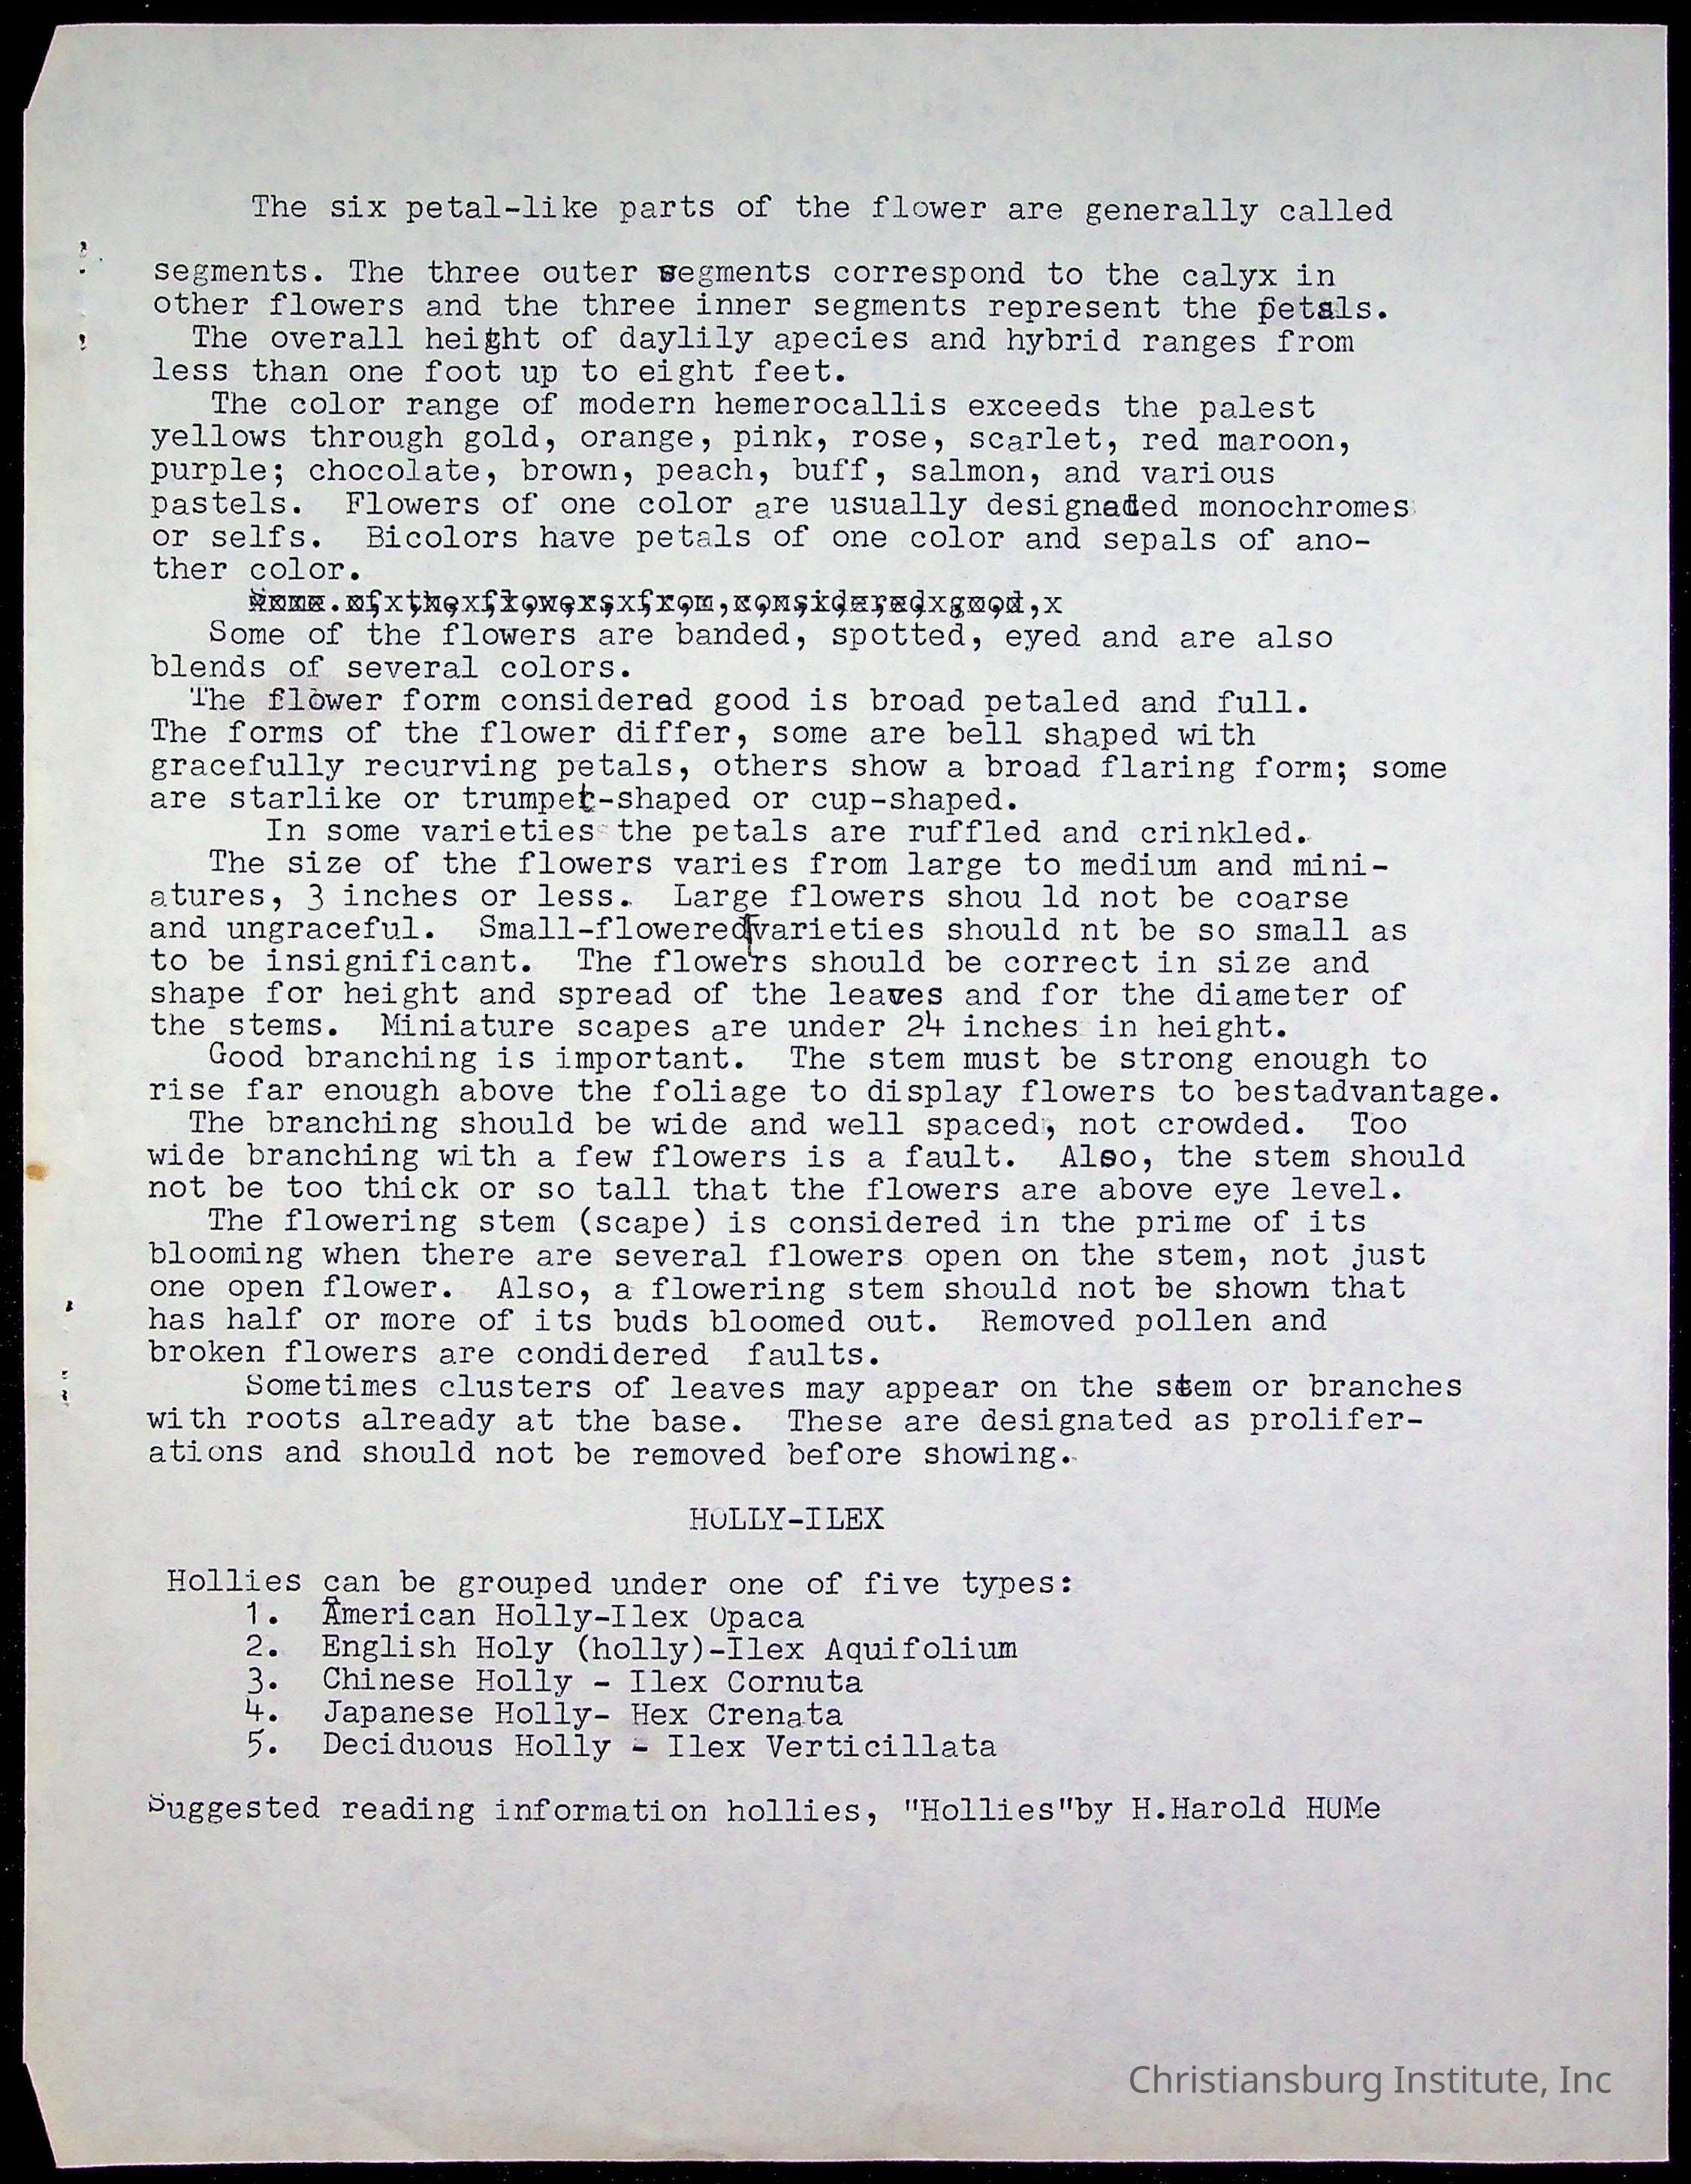 The six petal-like parts of the flower are generally called
segments. The three outer segments correspond to the calyx in
other flowers and the three inner segments represent the petals.
The overall height of daylily apecies and hybrid ranges from
less than one foot up to eight feet.
The color range of modern hemerocallis exceeds the palest
yellows through gold, orange, pink, rose, scarlet, red maroon,
purple; chocolate, brown, peach, buff, salmon, and various
pastels. Flowers of one color are usually designated monochromes
or selfs. Bicolors have petals of one color and sepals of ano-
ther color.
Some of the flowers from, considered good,
Some of the flowers are banded, spotted, eyed and are also
blends of several colors.
The flower form considered good is broad petaled and full.
The forms of the flower differ, some are bell shaped with
gracefully recurving petals, others show a broad flaring form; some
are starlike or trumpet-shaped or cup-shaped.
In some varieties the petals are ruffled and crinkled.
The size of the flowers varies from large to medium and mini-
atures, 3 inches or less. Large flowers shou ld not be coarse
and ungraceful. Small-flowered varieties should nt be so small as
to be insignificant. The flowers should be correct in size and
shape for height and spread of the leaves and for the diameter of
the stems. Miniature scapes are under 24 inches in height.
Good branching is important. The stem must be strong enough to
rise far enough above the foliage to display flowers to bestadvantage.
The branching should be wide and well spaced, not crowded. Too
wide branching with a few flowers is a fault. Also, the stem should
not be too thick or so tall that the flowers are above eye level.
The flowering stem (scape) is considered in the prime of its
blooming when there are several flowers open on the stem, not just
one open flower. Also, a flowering stem should not be shown that
has half or more of its buds bloomed out. Removed pollen and
broken flowers are condidered faults.
Sometimes clusters of leaves may appear on the stem or branches
with roots already at the base. These are designated as prolifer-
ations and should not be removed before showing.
HOLLY-ILEX
Hollies can be grouped under one of five types:
1. American Holly-Ilex Opaca
2. English Holy (holly)-Ilex Aquifolium
3. Chinese Holly - Ilex Cornuta
4. Japanese Holly- Hex Crenata
5. Deciduous Holly - Ilex Verticillata
Suggested reading information hollies, "Hollies"by H.Harold HUMe
Christiansburg Institute, Inc